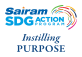 Sairam
SDG ACTION
PROGRAM
Instilling
PURPOSE